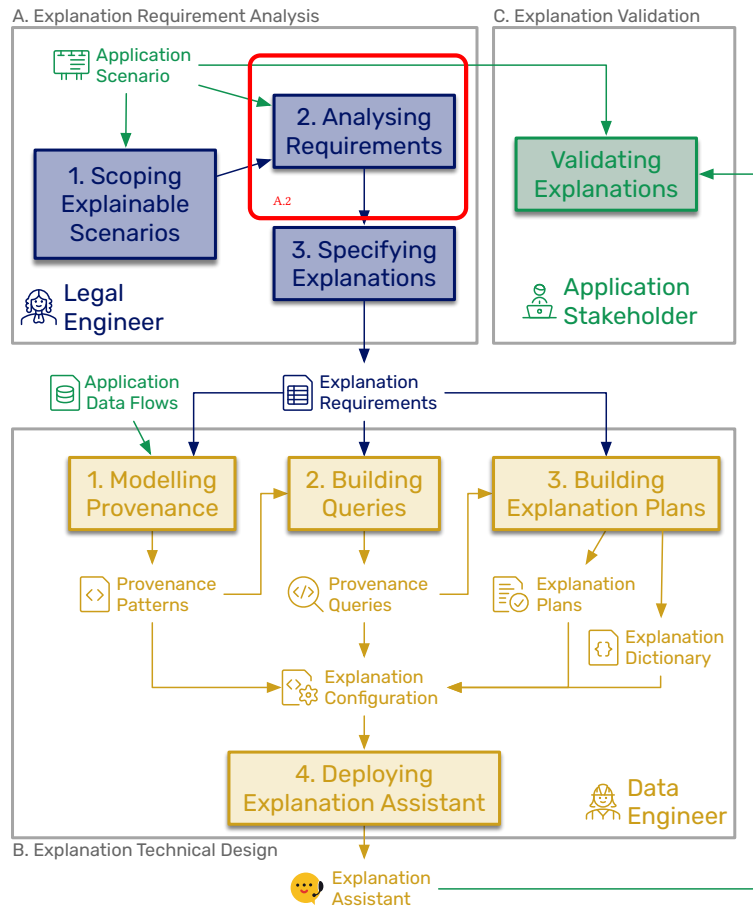 A. Explanation Requirement Analysis
C. Explanation Validation
Application
Scenario
2. Analysing
Requirements
A.2
1. Scoping
Explainable
Scenarios
3. Specifying
Explanations
Legal
Engineer
Validating
Explanations
Application
Stakeholder
Application
Data Flows
Explanation
Requirements
1. Modelling
Provenance
2. Building
Queries
3. Building
Explanation Plans
Provenance
Patterns
Provenance
Queries
Explanation
Plans
Explanation
Dictionary
Explanation
Configuration
4. Deploying
Explanation Assistant
Data
Engineer
B. Explanation Technical Design
Explanation
Assistant